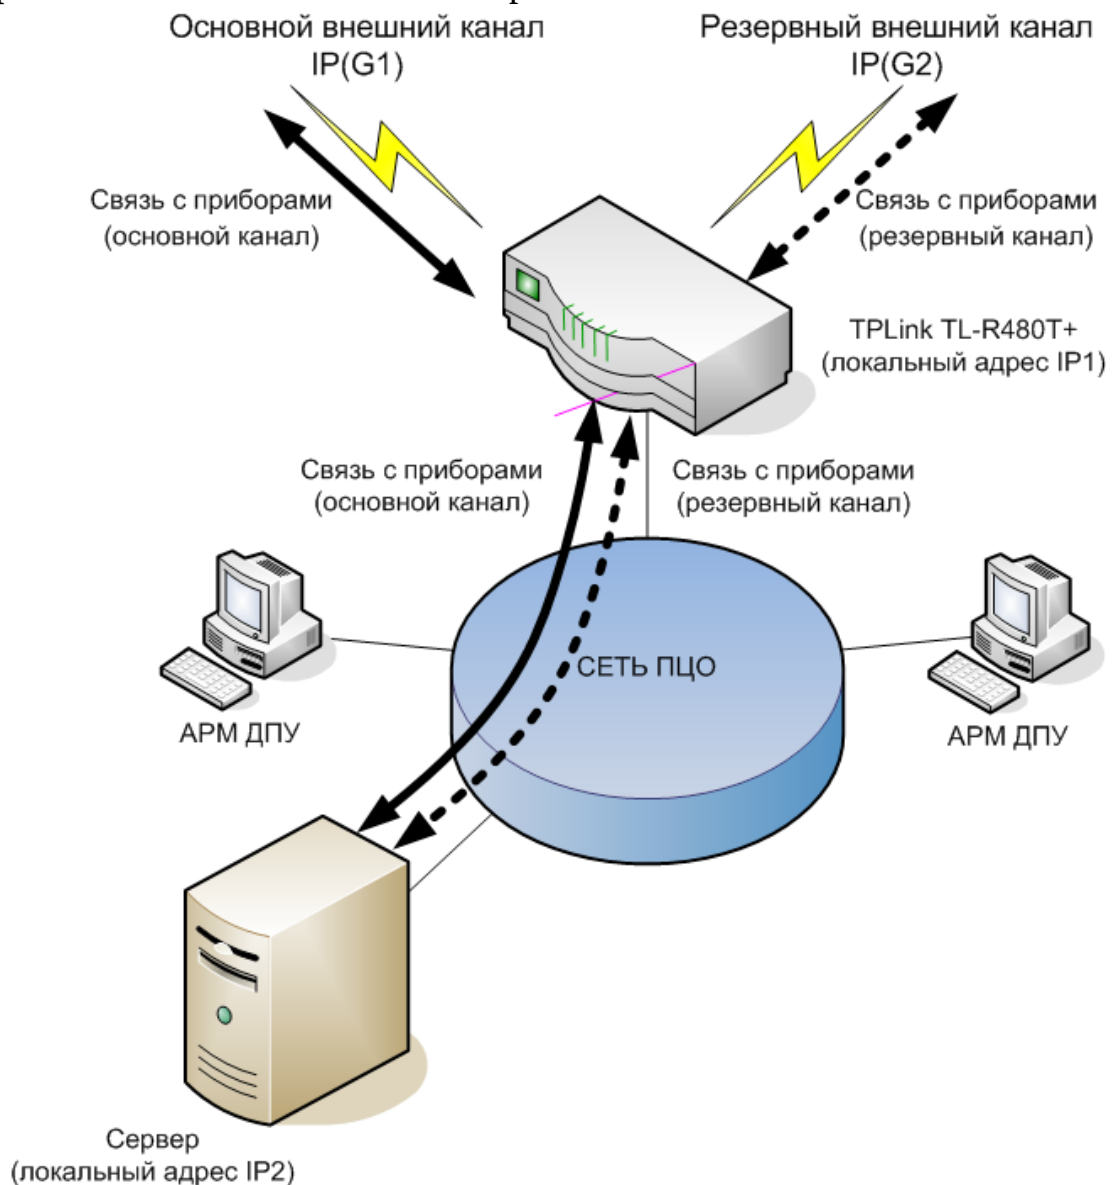 Основной внешний канал
IP(G1)
Резервный внешний канал
IP(G2)
Связь с приборами
(основной канал)
Связь с приборами
(резервный канал)
TPLink TL-R480T+
(локальный адрес IP1)
Связь с приборами
(основной канал)
Связь с приборами
(резервный канал)
СЕТЬ ПЦО
АРМ ДПУ
АРМ ДПУ
Сервер
(локальный адрес IP2)